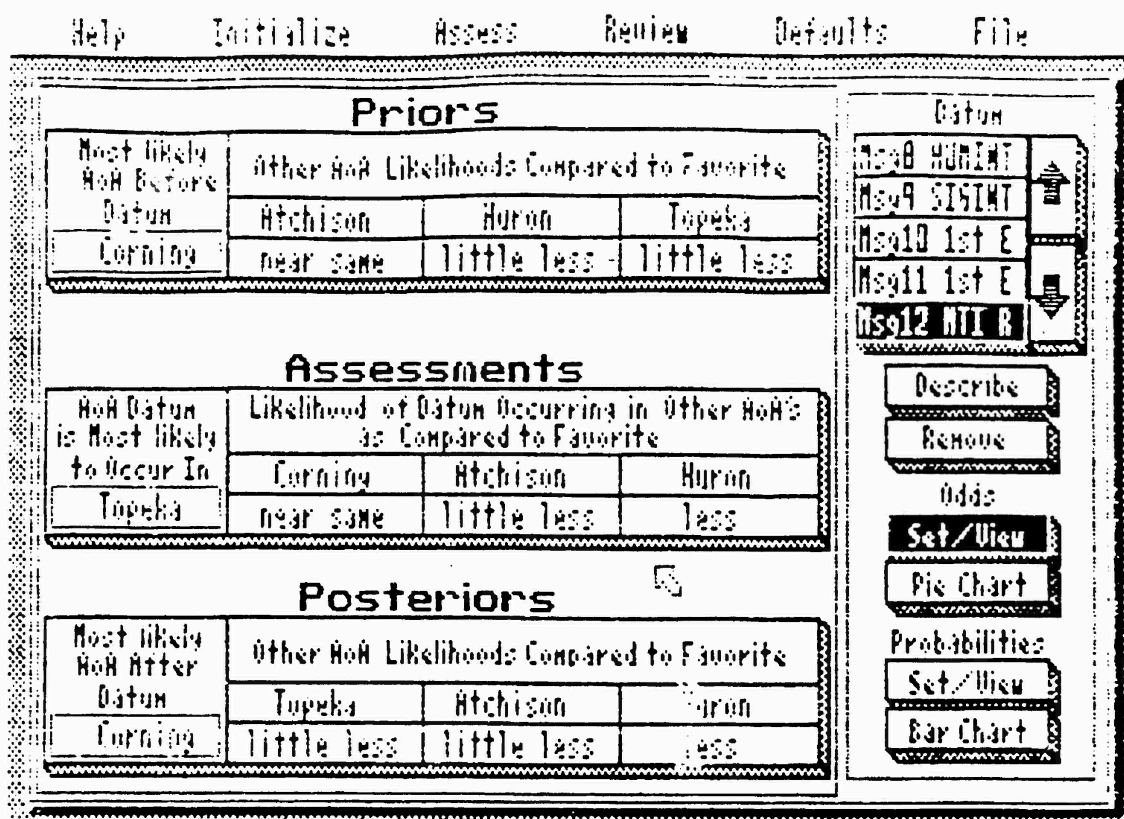 Help Initialize Assess Review Defaults File
Priors
Most likely
AoA Before
Datum
Corning
Other AoA Likelihoods Compared to Favorite
Atchison Huron Topeka
near same little less little less
Assessments
AoA Datum
is Most likely
to Occur In
Topeka
Likelihood of Datum Occurring in Other AoA's
as Compared to Favorite
Corning Atchison Huron
near same little less less
Posteriors
Most likely
AoA After
Datum
Corning
Other AoA Likelihoods Compared to Favorite
Topeka Atchison Huron
little less little less less
Datum
Msg8 HUMINT
Msg9 SIGINT
Msg10 1st E
Msg11 1st E
Msg12 MTI R
Describe
Remove
Odds
Set/View
Pie Chart
Probabilities
Set/View
Bar Chart